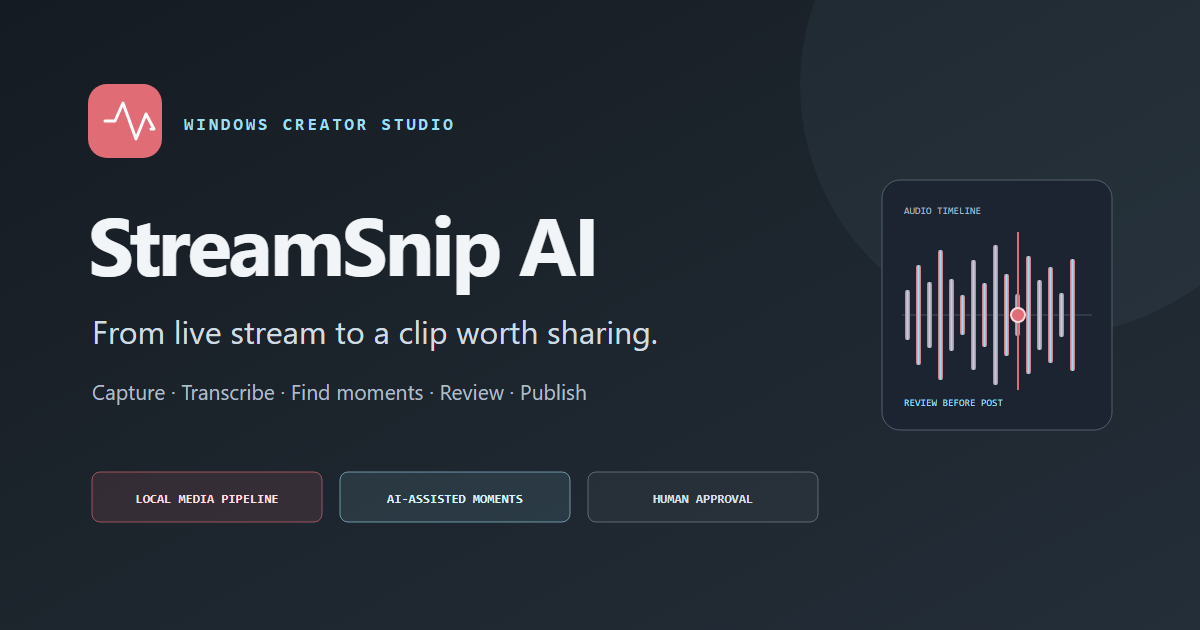 WINDOWS CREATOR STUDIO
StreamSnip AI
From live stream to a clip worth sharing.
Capture · Transcribe · Find moments · Review · Publish
LOCAL MEDIA PIPELINE
AI-ASSISTED MOMENTS
HUMAN APPROVAL
AUDIO TIMELINE
REVIEW BEFORE POST